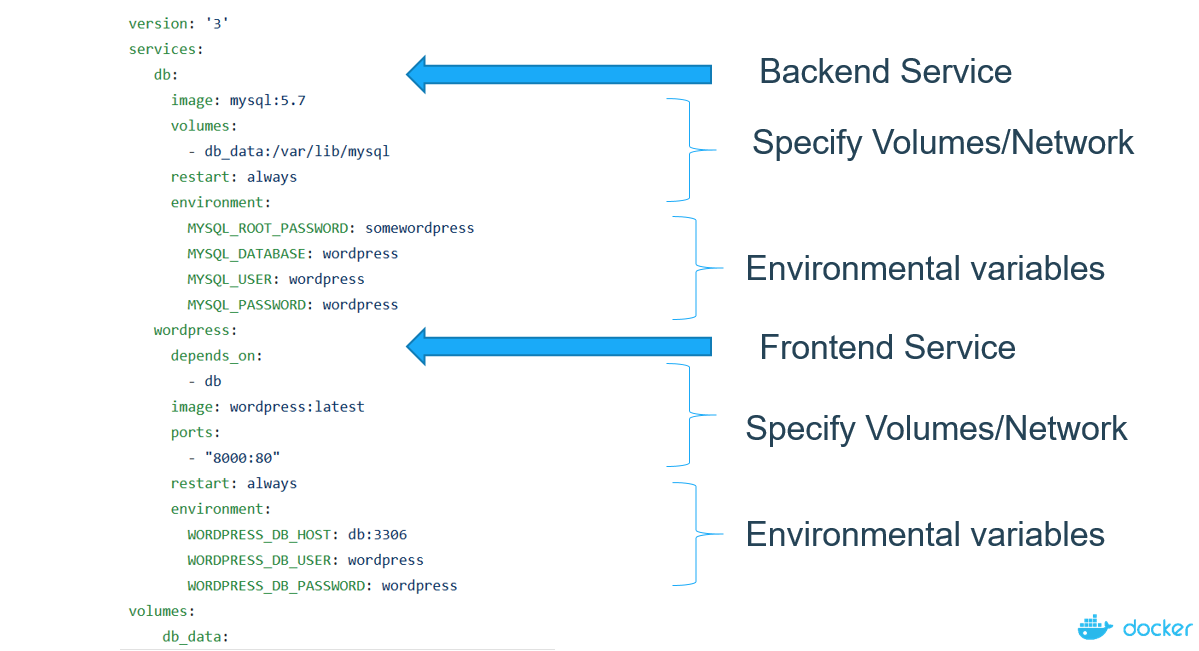 version: '3'
services:
db:
Backend Service
image: mysql:5.7
volumes:
Specify Volumes/Network
- db_data:/var/lib/mysql
restart: always
environment:
MYSQL_ROOT_PASSWORD: somewordpress
MYSQL_DATABASE: wordpress
Environmental variables
MYSQL_USER: wordpress
MYSQL_PASSWORD: wordpress
wordpress:
Frontend Service
depends_on:
- db
image: wordpress:latest
Specify Volumes/Network
ports:
- "8000:80"
restart: always
environment:
WORDPRESS_DB_HOST: db:3306
Environmental variables
WORDPRESS_DB_USER: wordpress
WORDPRESS_DB_PASSWORD: wordpress
volumes:
db_data:
docker